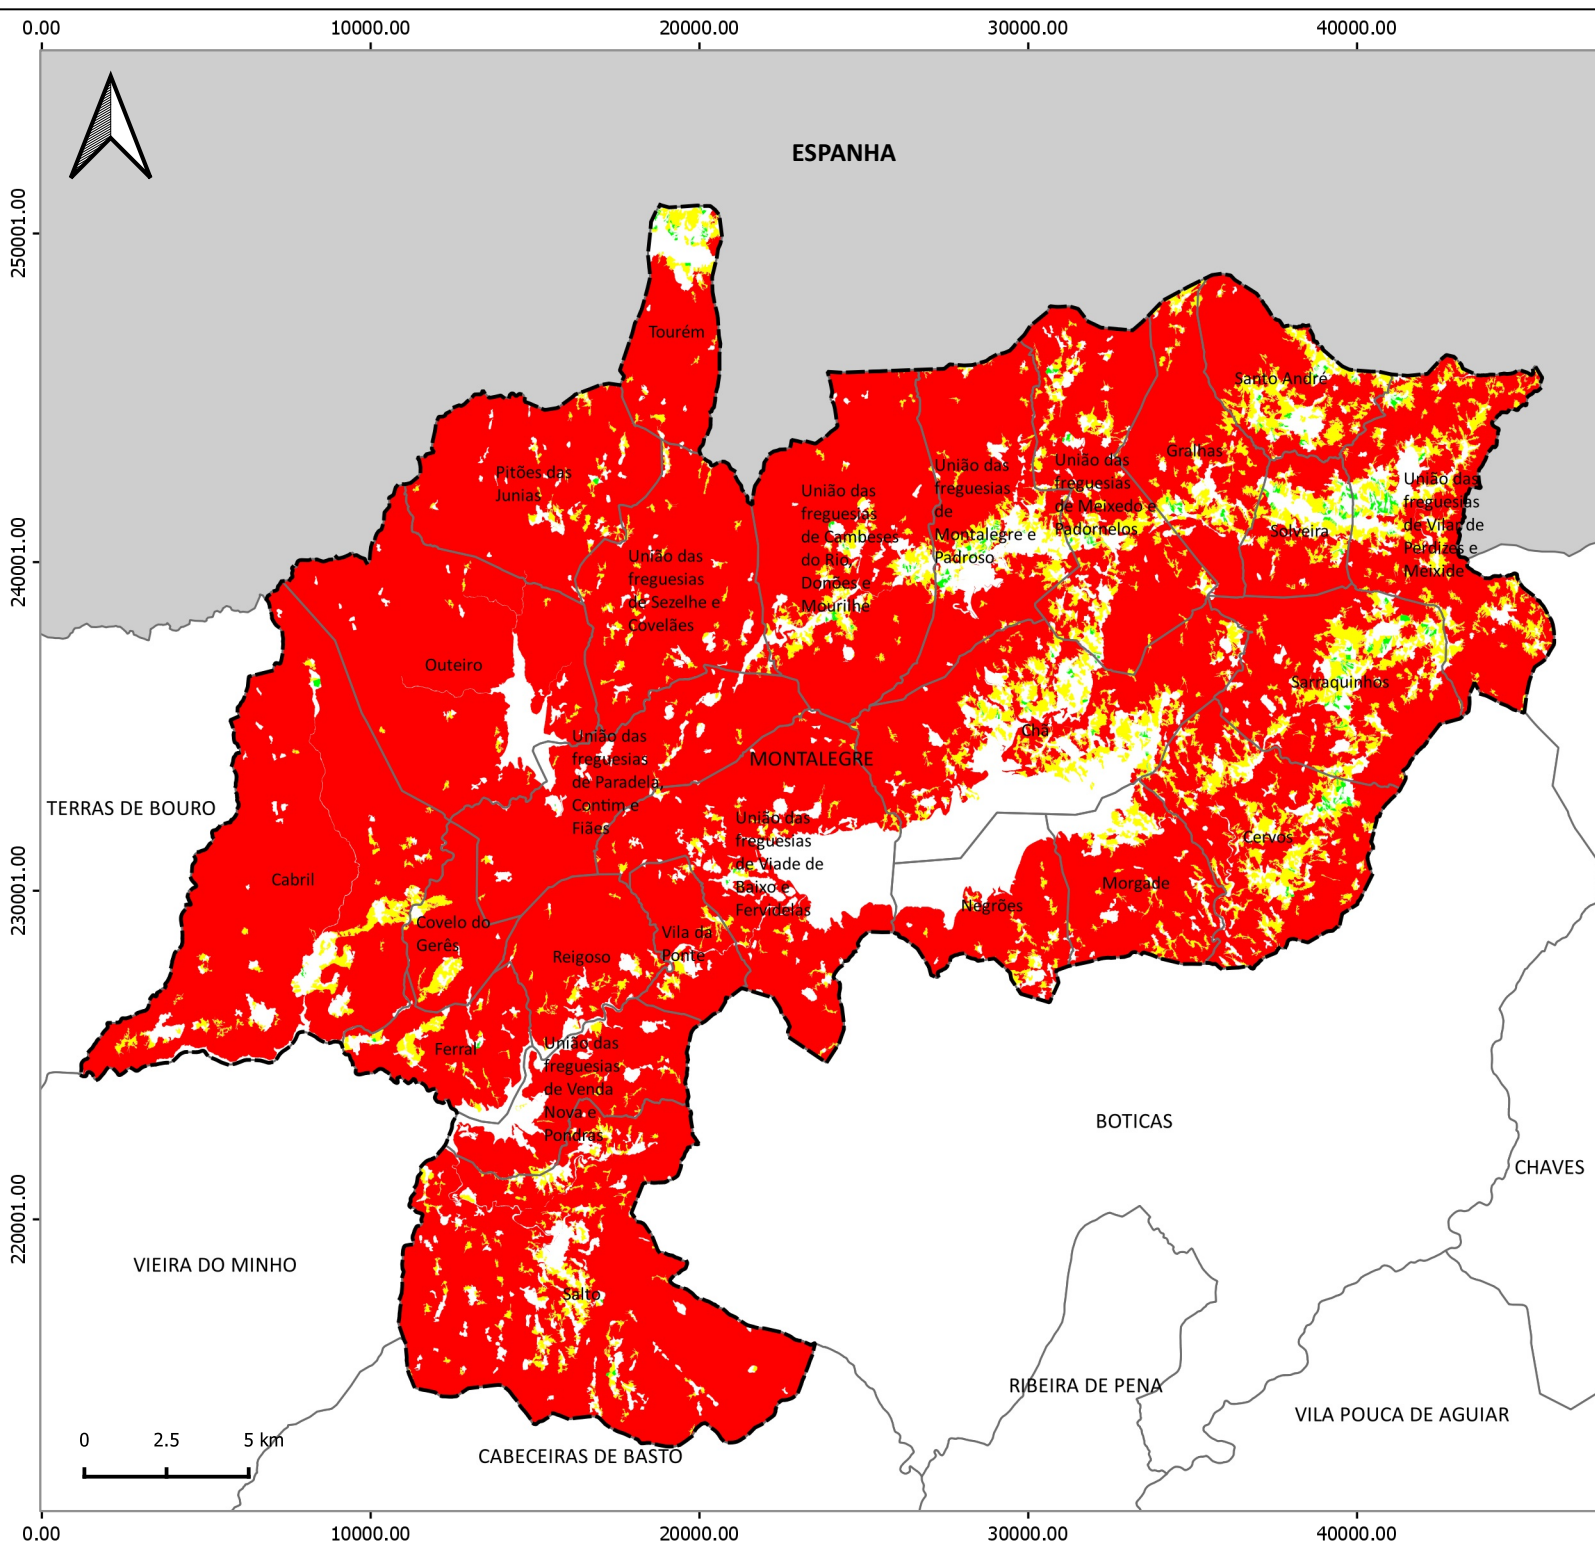 0.00 10000.00 20000.00 30000.00 40000.00
ESPANHA
250001.00
240001.00
230001.00
220001.00
Tourém
Santo André
Gralhas
Pitões das
Junias
União das
freguesias
de Cambeses
do Rio,
Donões e
Mourilhe
União das
freguesias
de
Montalegre e
Padroso
União das
freguesias
de Meixedo e
Padornelos
Solveira
União das
freguesias
de Vilar de
Perdizes e
Meixide
União das
freguesias
de Sezelhe e
Covelães
Outeiro
Sarraquinhos
Chã
União das
freguesias
de Paradela,
Contim e
Fiães
MONTALEGRE
TERRAS DE BOURO
União das
freguesias
de Viade de
Baixo e
Fervidelas
Cervos
Cabril
Morgade
Negrões
Covelo do
Gerês
Vila da
Ponte
Reigoso
Ferral
União das
freguesias
de Venda
Nova e
Pondras
BOTICAS
CHAVES
VIEIRA DO MINHO
Salto
RIBEIRA DE PENA
VILA POUCA DE AGUIAR
CABECEIRAS DE BASTO
0 2.5 5 km
0.00 10000.00 20000.00 30000.00 40000.00